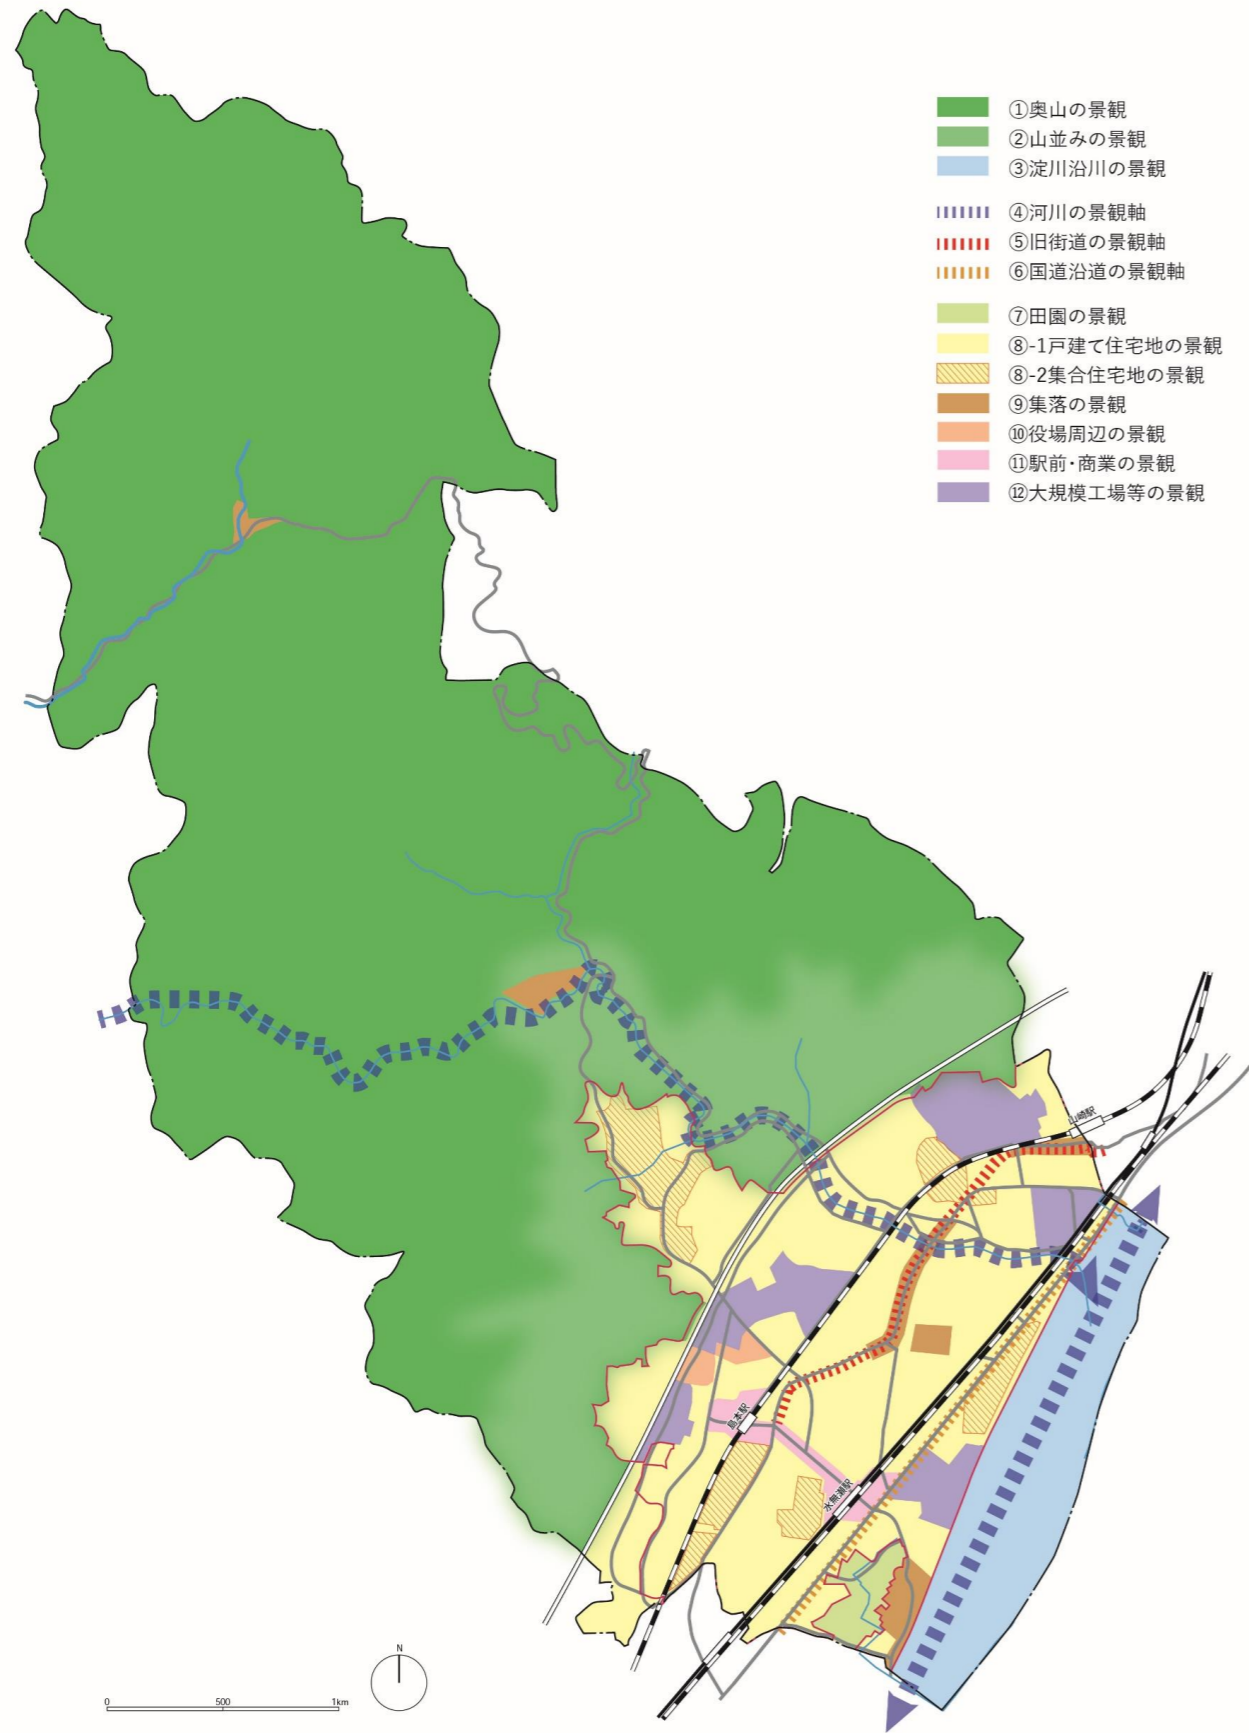 ①奥山の景観
②山並みの景観
③淀川沿川の景観
④河川の景観軸
⑤旧街道の景観軸
⑥国道沿道の景観軸
⑦田園の景観
⑧-1戸建て住宅地の景観
⑧-2集合住宅地の景観
⑨集落の景観
⑩役場周辺の景観
⑪駅前・商業の景観
⑫大規模工場等の景観
山崎駅
島本駅
水無瀬駅
N
0 500 1km